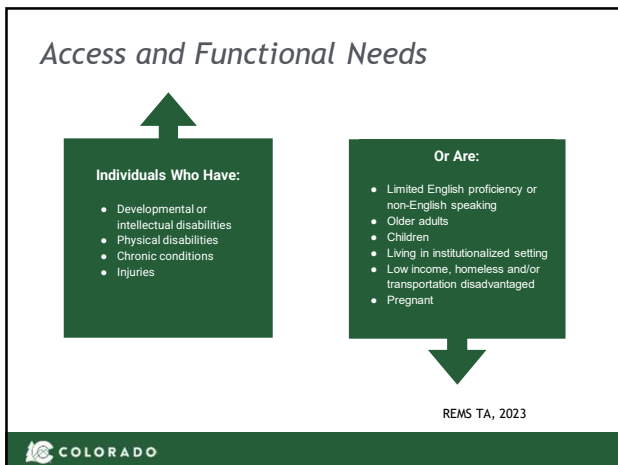 Access and Functional Needs
Individuals Who Have:
● Developmental or
intellectual disabilities
● Physical disabilities
● Chronic conditions
● Injuries
Or Are:
● Limited English proficiency or
non-English speaking
● Older adults
● Children
● Living in institutionalized setting
● Low income, homeless and/or
transportation disadvantaged
● Pregnant
REMS TA, 2023
COLORADO